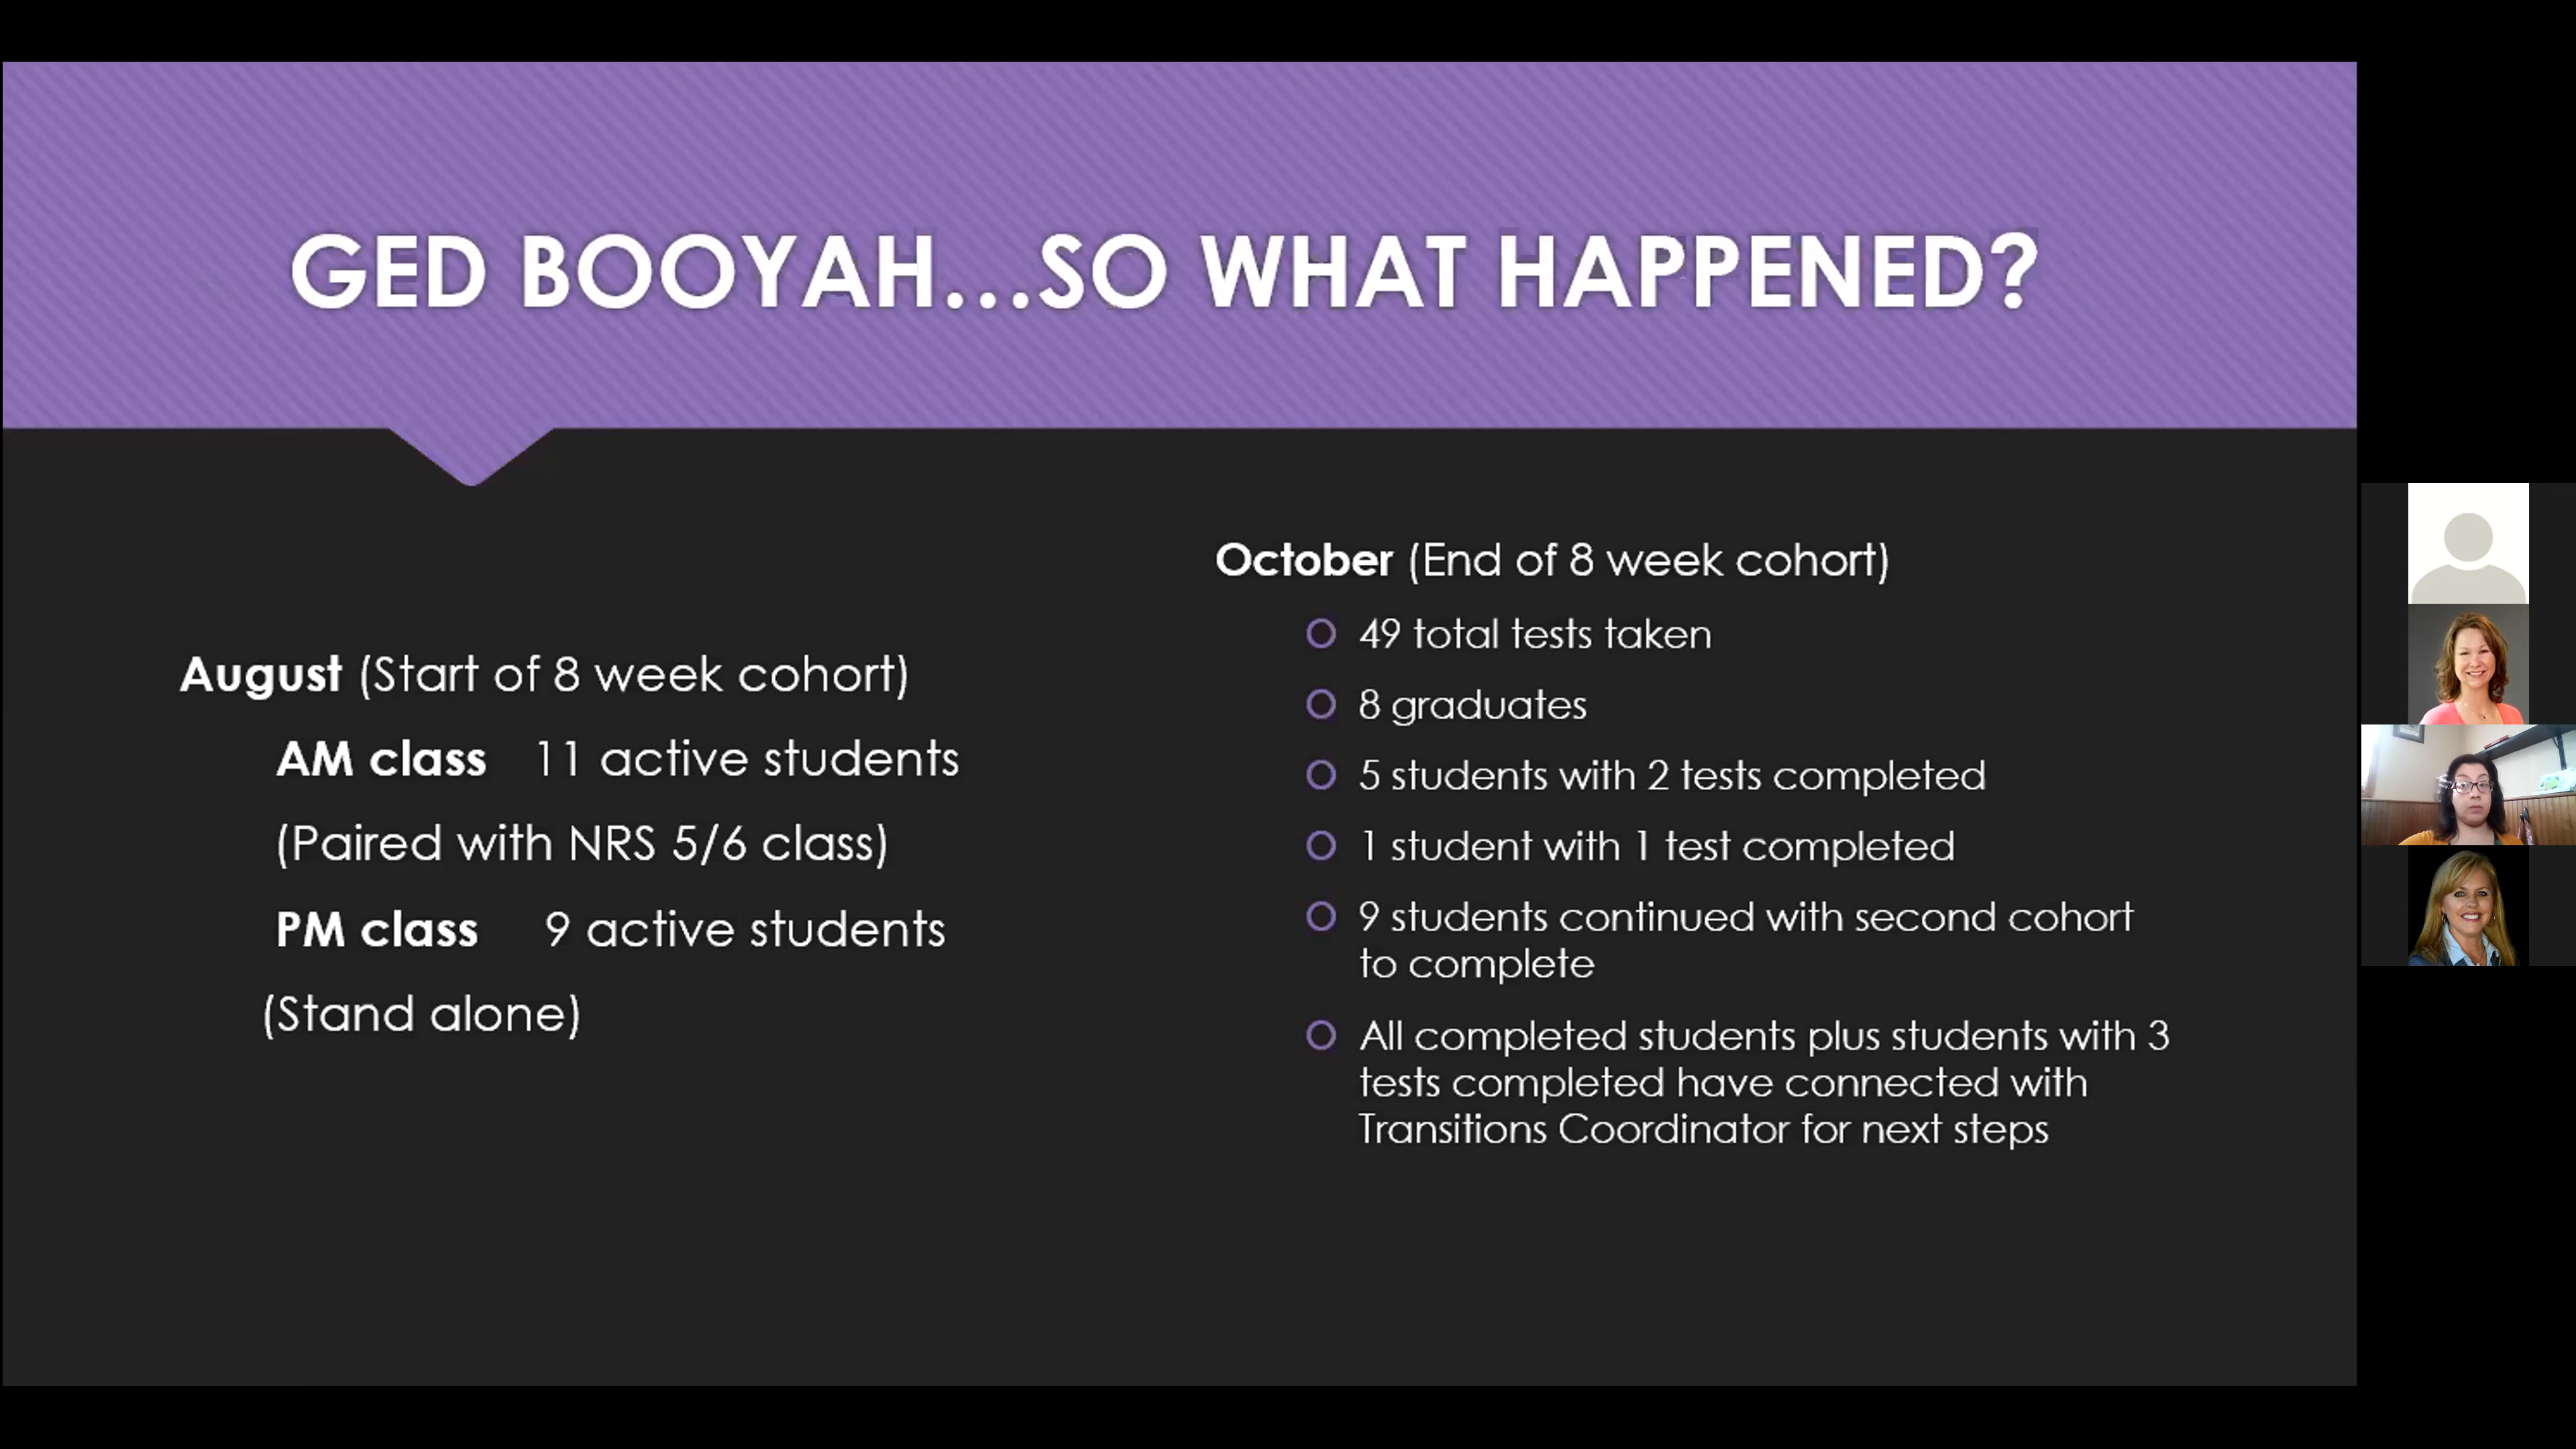 GED BOOYAH...SO WHAT HAPPENED?
August (Start of 8 week cohort)
AM class 11 active students
(Paired with NRS 5/6 class)
PM class 9 active students
(Stand alone)
October (End of 8 week cohort)
49 total tests taken
8 graduates
5 students with 2 tests completed
1 student with 1 test completed
9 students continued with second cohort
to complete
All completed students plus students with 3
tests completed have connected with
Transitions Coordinator for next steps